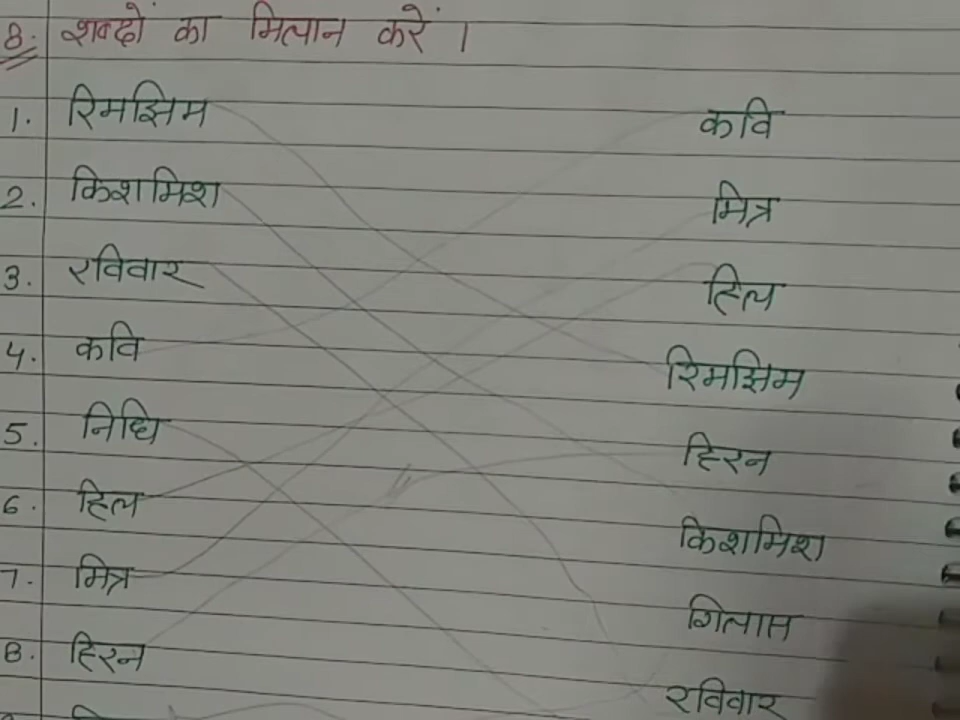 8. शब्दों का मिलान करें ।
1. रिमझिम कवि
2. किशमिश मित्र
3. रविवार हिल
4. कवि रिमझिम
5. निधि हिरन
6. हिल किशमिश
7. मित्र गिलास
8. हिरन रविवार